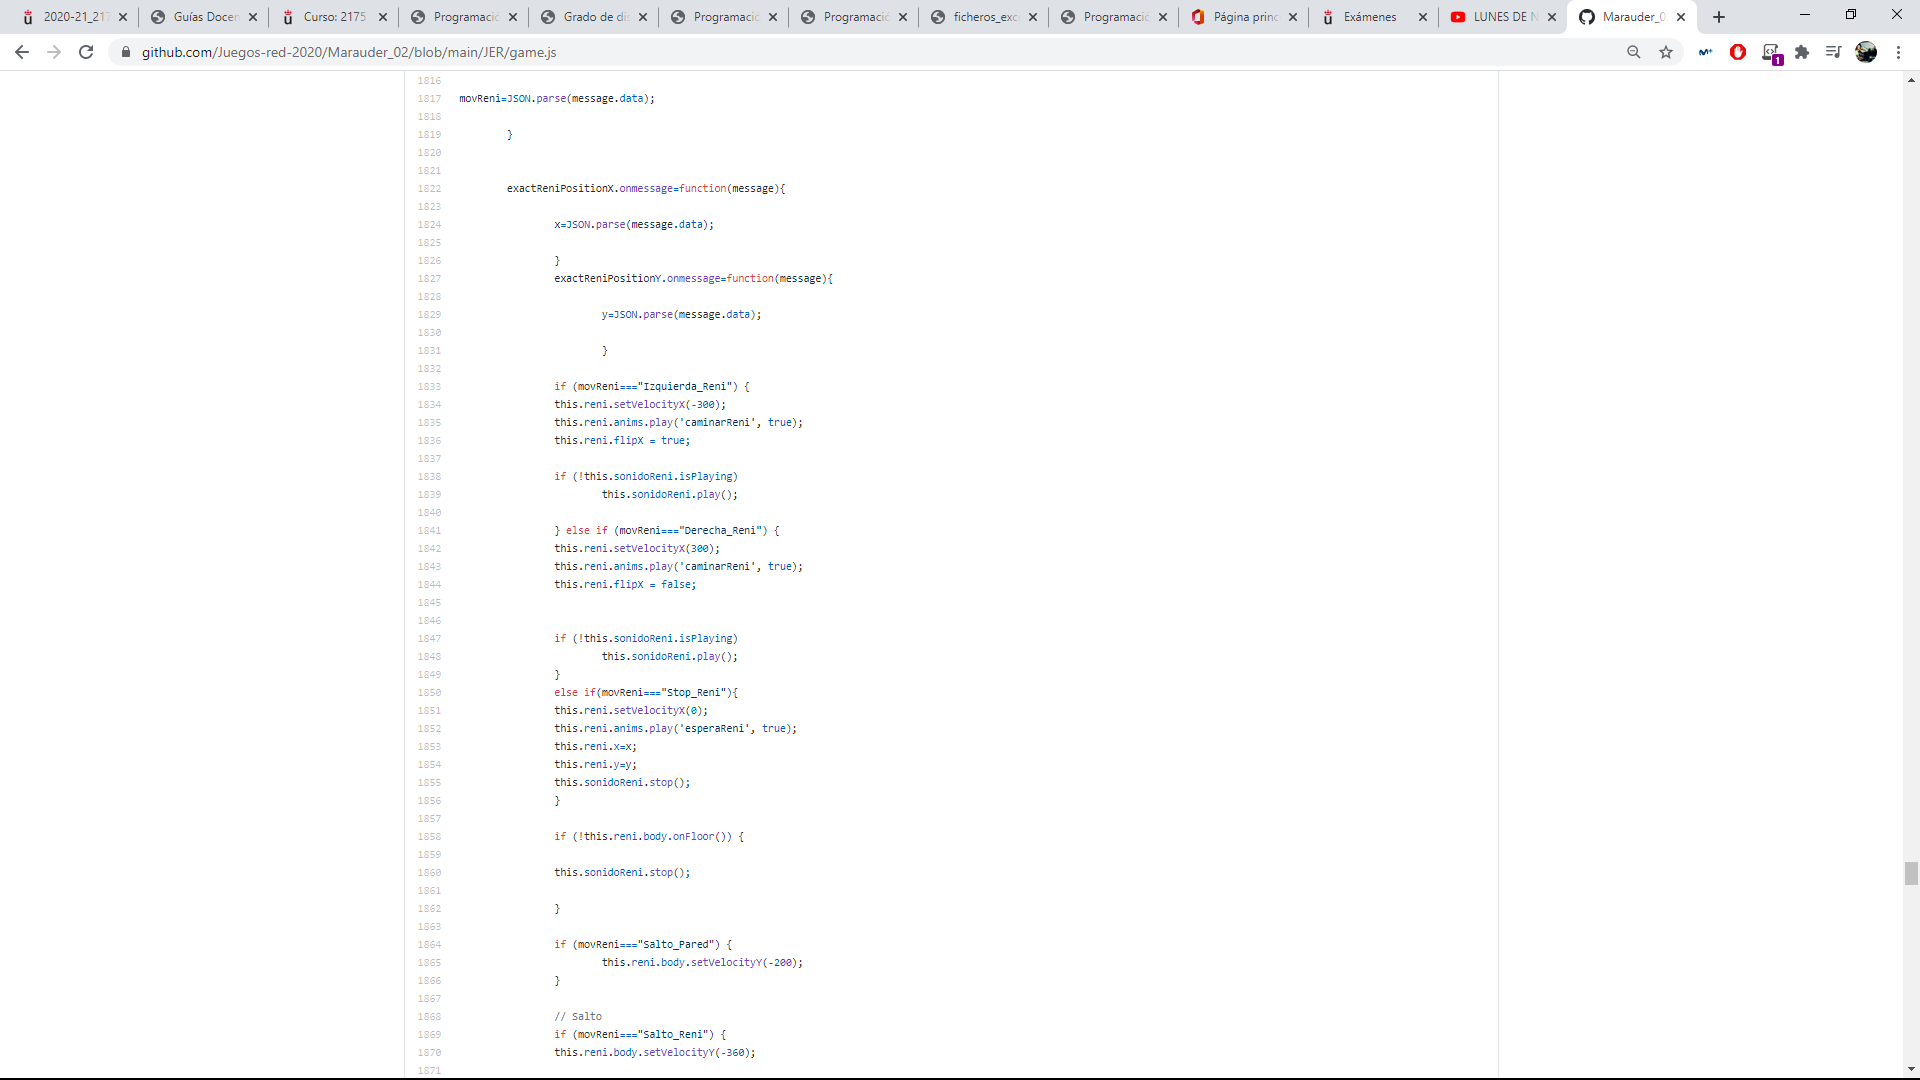 2020-21_217
Guías Docen
Curso: 2175
Programació
Grado de di
Programació
Programació
ficheros_exc
Programació
Página princ
Exámenes
LUNES DE N
Marauder_0
github.com/Juegos-red-2020/Marauder_02/blob/main/JER/game.js
1
1816
1817 movReni=JSON.parse(message.data);
1818
1819 }
1820
1821
1822 exactReniPositionX.onmessage=function(message){
1823
1824 x=JSON.parse(message.data);
1825
1826 }
1827 exactReniPositionY.onmessage=function(message){
1828
1829 y=JSON.parse(message.data);
1830
1831 }
1832
1833 if (movReni==="Izquierda_Reni") {
1834 this.reni.setVelocityX(-300);
1835 this.reni.anims.play('caminarReni', true);
1836 this.reni.flipX = true;
1837
1838 if (!this.sonidoReni.isPlaying)
1839 this.sonidoReni.play();
1840
1841 } else if (movReni==="Derecha_Reni") {
1842 this.reni.setVelocityX(300);
1843 this.reni.anims.play('caminarReni', true);
1844 this.reni.flipX = false;
1845
1846
1847 if (!this.sonidoReni.isPlaying)
1848 this.sonidoReni.play();
1849 }
1850 else if(movReni==="Stop_Reni"){
1851 this.reni.setVelocityX(0);
1852 this.reni.anims.play('esperaReni', true);
1853 this.reni.x=x;
1854 this.reni.y=y;
1855 this.sonidoReni.stop();
1856 }
1857
1858 if (!this.reni.body.onFloor()) {
1859
1860 this.sonidoReni.stop();
1861
1862 }
1863
1864 if (movReni==="Salto_Pared") {
1865 this.reni.body.setVelocityY(-200);
1866 }
1867
1868 // Salto
1869 if (movReni==="Salto_Reni") {
1870 this.reni.body.setVelocityY(-360);
1871